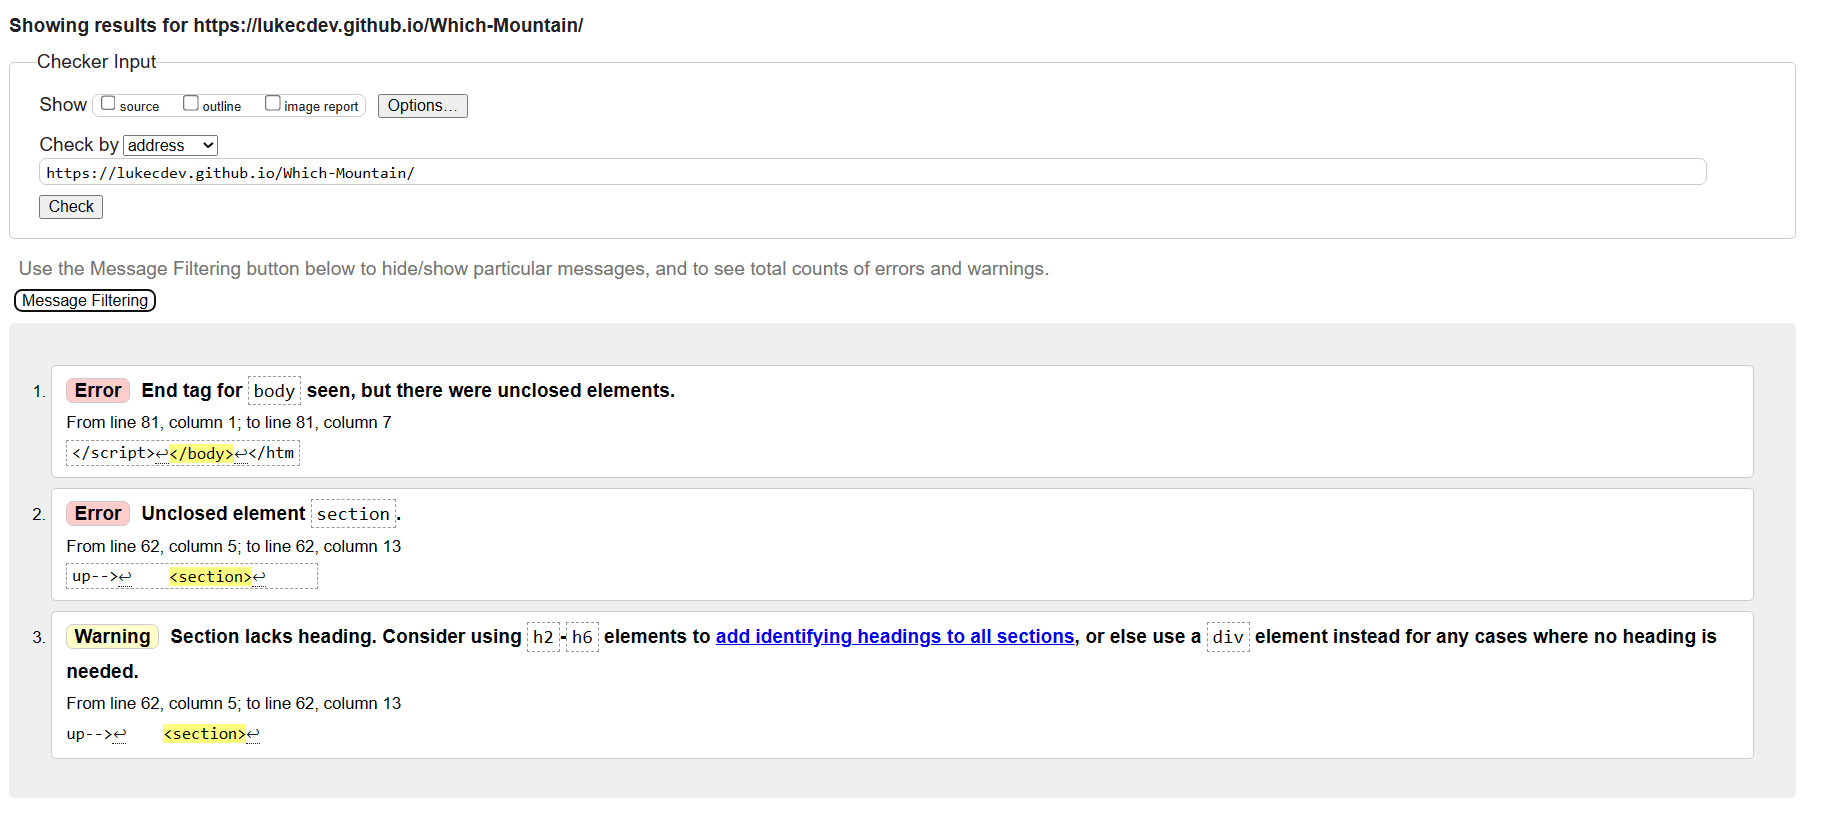 Showing results for https://lukecdev.github.io/Which-Mountain/
Checker Input
Show source outline image report Options...
Check by address
https://lukecdev.github.io/Which-Mountain/
Check
Use the Message Filtering button below to hide/show particular messages, and to see total counts of errors and warnings.
Message Filtering
1. Error End tag for body seen, but there were unclosed elements.
From line 81, column 1; to line 81, column 7
</script>↩</body>↩</htm
2. Error Unclosed element section.
From line 62, column 5; to line 62, column 13
up-->↩    <section>↩
3. Warning Section lacks heading. Consider using h2-h6 elements to add identifying headings to all sections, or else use a div element instead for any cases where no heading is
needed.
From line 62, column 5; to line 62, column 13
up-->↩    <section>↩